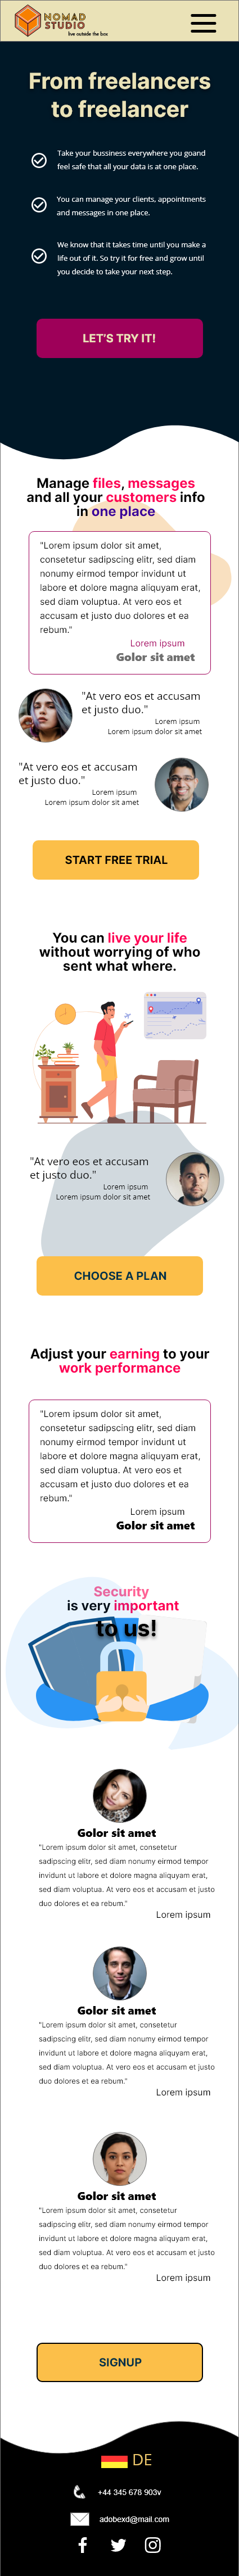 NOMAD
STUDIO
live outside the box
From freelancers
to freelancer
Take your bussiness everywhere you goand
feel safe that all your data is at one place.
You can manage your clients, appointments
and messages in one place.
We know that it takes time until you make a
life out of it. So try it for free and grow until
you decide to take your next step.
LET'S TRY IT!
Manage files, messages
and all your customers info
in one place
"Lorem ipsum dolor sit amet,
consetetur sadipscing elitr, sed diam
nonumy eirmod tempor invidunt ut
labore et dolore magna aliquyam erat,
sed diam voluptua. At vero eos et
accusam et justo duo dolores et ea
rebum."
Lorem ipsum
Golor sit amet
"At vero eos et accusam
et justo duo."
Lorem ipsum
Lorem ipsum dolor sit amet
"At vero eos et accusam
et justo duo."
Lorem ipsum
Lorem ipsum dolor sit amet
START FREE TRIAL
You can live your life
without worrying of who
sent what where.
"At vero eos et accusam
et justo duo."
Lorem ipsum
Lorem ipsum dolor sit amet
CHOOSE A PLAN
Adjust your earning to your
work performance
"Lorem ipsum dolor sit amet,
consetetur sadipscing elitr, sed diam
nonumy eirmod tempor invidunt ut
labore et dolore magna aliquyam erat,
sed diam voluptua. At vero eos et
accusam et justo duo dolores et ea
rebum."
Lorem ipsum
Golor sit amet
Security
is very important
to us!
Golor sit amet
"Lorem ipsum dolor sit amet, consetetur
sadipscing elitr, sed diam nonumy eirmod tempor
invidunt ut labore et dolore magna aliquyam erat,
sed diam voluptua. At vero eos et accusam et justo
duo dolores et ea rebum."
Lorem ipsum
Golor sit amet
"Lorem ipsum dolor sit amet, consetetur
sadipscing elitr, sed diam nonumy eirmod tempor
invidunt ut labore et dolore magna aliquyam erat,
sed diam voluptua. At vero eos et accusam et justo
duo dolores et ea rebum."
Lorem ipsum
Golor sit amet
"Lorem ipsum dolor sit amet, consetetur
sadipscing elitr, sed diam nonumy eirmod tempor
invidunt ut labore et dolore magna aliquyam erat,
sed diam voluptua. At vero eos et accusam et justo
duo dolores et ea rebum."
Lorem ipsum
SIGNUP
DE
+44 345 678 903v
adobexd@mail.com